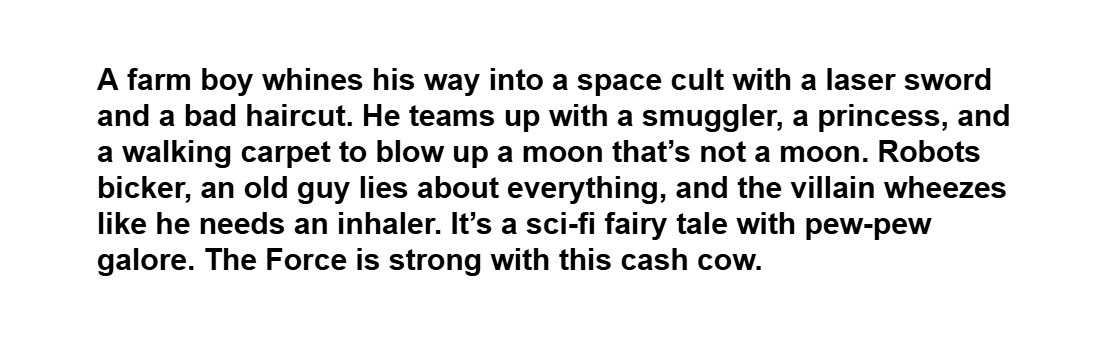 A farm boy whines his way into a space cult with a laser sword
and a bad haircut. He teams up with a smuggler, a princess, and
a walking carpet to blow up a moon that’s not a moon. Robots
bicker, an old guy lies about everything, and the villain wheezes
like he needs an inhaler. It’s a sci-fi fairy tale with pew-pew
galore. The Force is strong with this cash cow.